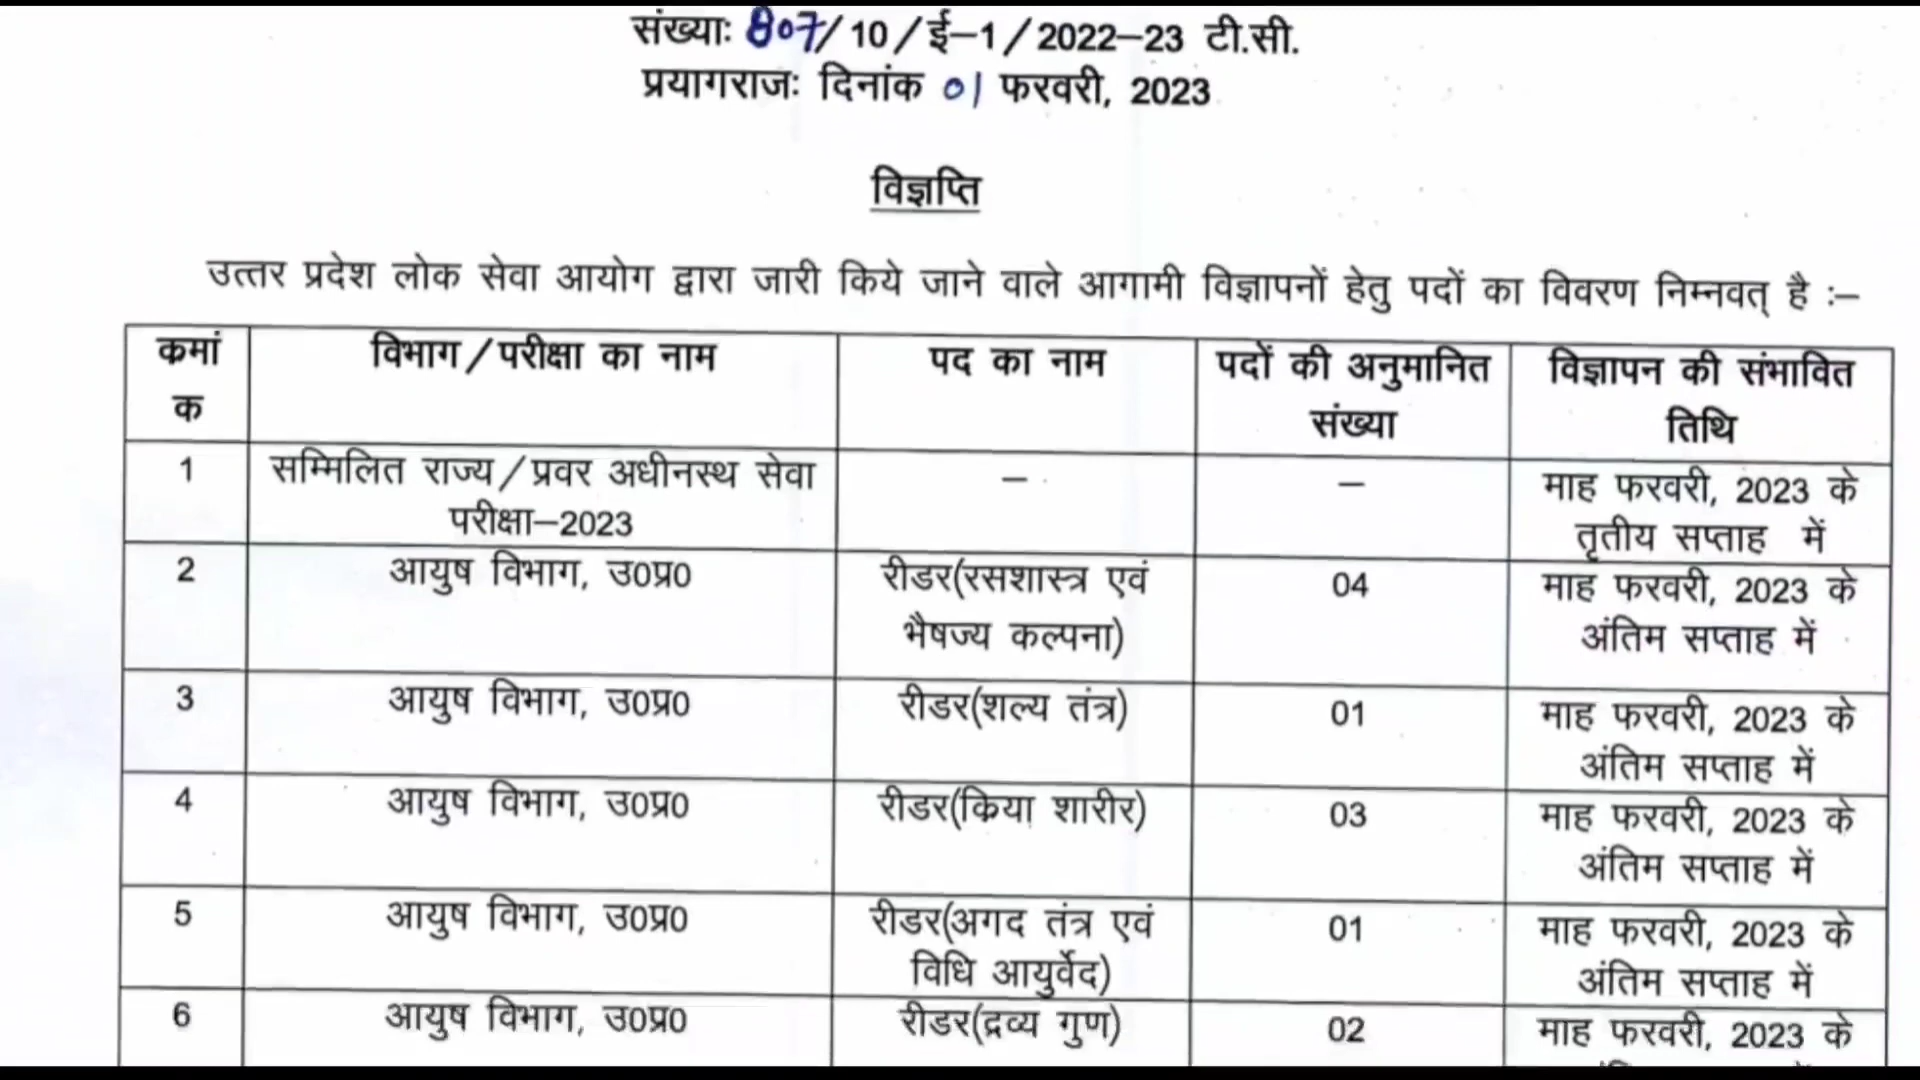 संख्याः 807/10/ई–1/2022–23 टी.सी.
प्रयागराजः दिनांक 01 फरवरी, 2023
विज्ञप्ति
उत्तर प्रदेश लोक सेवा आयोग द्वारा जारी किये जाने वाले आगामी विज्ञापनों हेतु पदों का विवरण निम्नवत् है :–
कमां
क
विभाग/परीक्षा का नाम
पद का नाम
पदों की अनुमानित
संख्या
विज्ञापन की संभावित
तिथि
1
सम्मिलित राज्य/प्रवर अधीनस्थ सेवा
परीक्षा–2023
–
–
माह फरवरी, 2023 के
तृतीय सप्ताह में
2
आयुष विभाग, उ0प्र0
रीडर(रसशास्त्र एवं
भैषज्य कल्पना)
04
माह फरवरी, 2023 के
अंतिम सप्ताह में
3
आयुष विभाग, उ0प्र0
रीडर(शल्य तंत्र)
01
माह फरवरी, 2023 के
अंतिम सप्ताह में
4
आयुष विभाग, उ0प्र0
रीडर(किया शारीर)
03
माह फरवरी, 2023 के
अंतिम सप्ताह में
5
आयुष विभाग, उ0प्र0
रीडर(अगद तंत्र एवं
विधि आयुर्वेद)
01
माह फरवरी, 2023 के
अंतिम सप्ताह में
6
आयुष विभाग, उ0प्र0
रीडर(द्रव्य गुण)
02
माह फरवरी, 2023 के